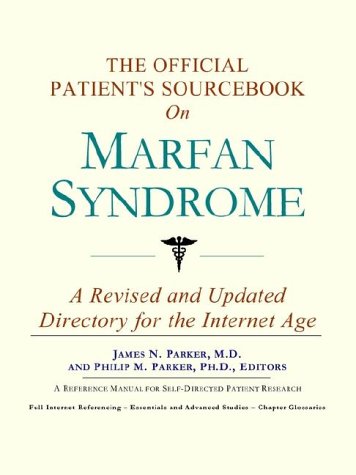 THE OFFICIAL
PATIENT'S SOURCEBOOK
On
MARFAN
SYNDROME
A Revised and Updated
Directory for the Internet Age
JAMES N. PARKER, M.D.
AND PHILIP M. PARKER, PH.D., EDITORS
A REFERENCE MANUAL FOR SELF-DIRECTED PATIENT RESEARCH
Full Internet Referencing – Essentials and Advanced Studies – Chapter Glossaries